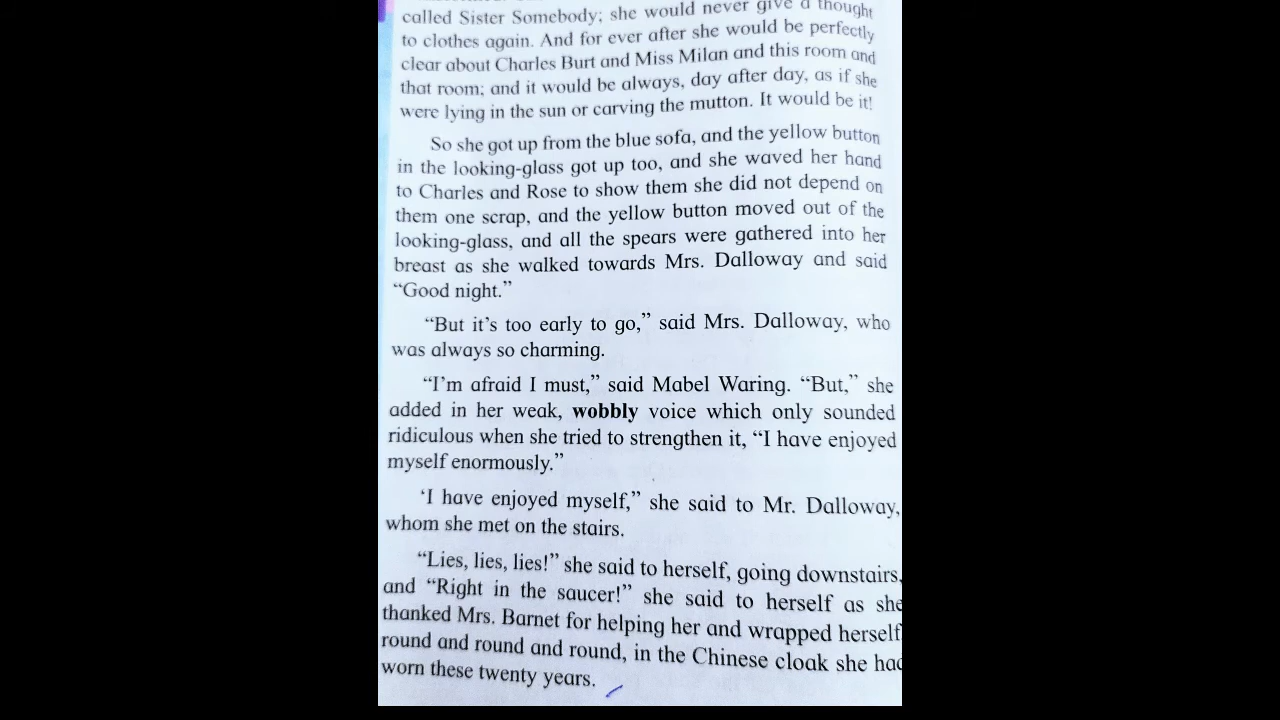 called Sister Somebody; she would never give a thought
to clothes again. And for ever after she would be perfectly
clear about Charles Burt and Miss Milan and this room and
that room; and it would be always, day after day, as if she
were lying in the sun or carving the mutton. It would be it!
So she got up from the blue sofa, and the yellow button
in the looking-glass got up too, and she waved her hand
to Charles and Rose to show them she did not depend on
them one scrap, and the yellow button moved out of the
looking-glass, and all the spears were gathered into her
breast as she walked towards Mrs. Dalloway and said
“Good night.”
“But it’s too early to go,” said Mrs. Dalloway, who
was always so charming.
“I’m afraid I must,” said Mabel Waring. “But,” she
added in her weak, wobbly voice which only sounded
ridiculous when she tried to strengthen it, “I have enjoyed
myself enormously.”
‘I have enjoyed myself,” she said to Mr. Dalloway,
whom she met on the stairs.
“Lies, lies, lies!” she said to herself, going downstairs,
and “Right in the saucer!” she said to herself as she
thanked Mrs. Barnet for helping her and wrapped herself
round and round and round, in the Chinese cloak she had
worn these twenty years.